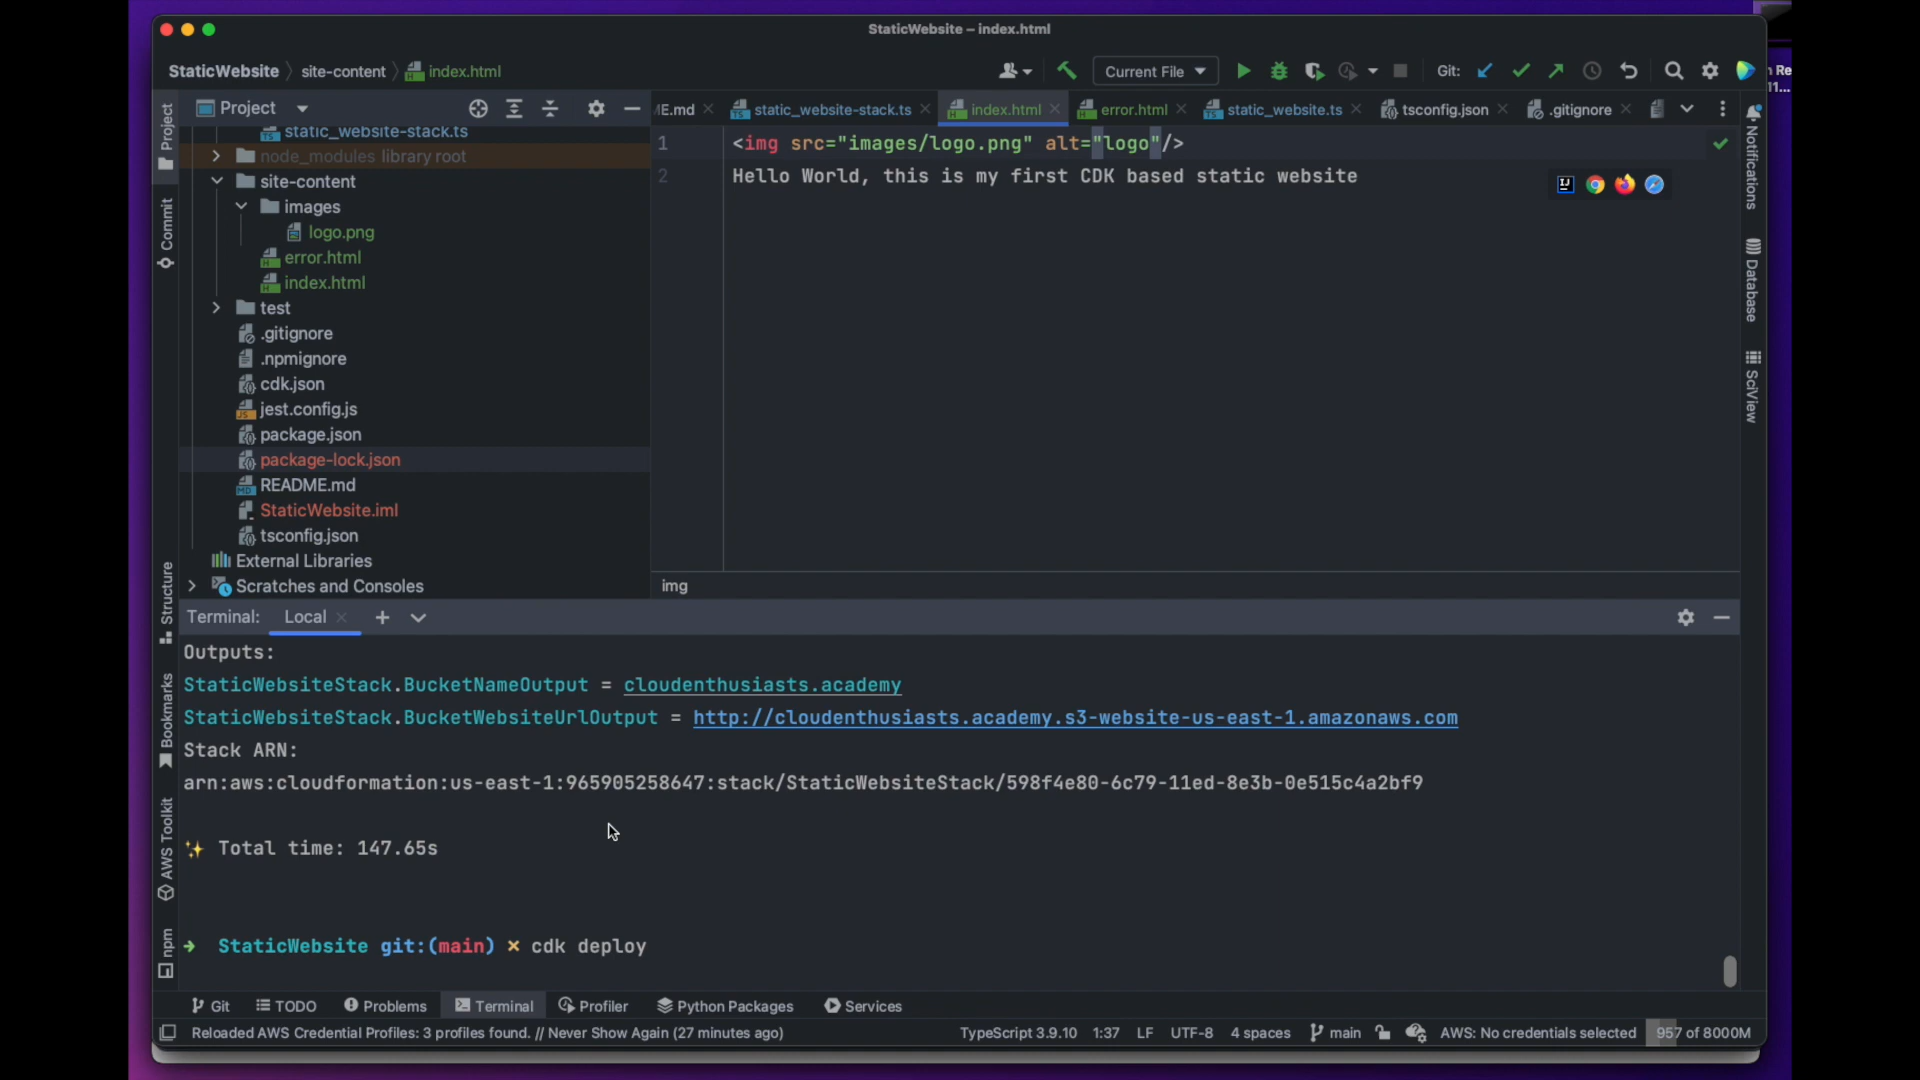 StaticWebsite – index.html
StaticWebsite
site-content
index.html
Current File
Git:
Re
11...
Project
E.md
static_website-stack.ts
index.html
error.html
static_website.ts
tsconfig.json
.gitignore
static_website-stack.ts
node_modules library root
site-content
images
logo.png
error.html
index.html
test
.gitignore
.npmignore
cdk.json
jest.config.js
package.json
package-lock.json
README.md
StaticWebsite.iml
tsconfig.json
External Libraries
Scratches and Consoles
1 <img src="images/logo.png" alt="logo"/>
2 Hello World, this is my first CDK based static website
img
Project
Commit
Structure
Bookmarks
AWS Toolkit
npm
Notifications
Database
SciView
Terminal: Local
Outputs:
StaticWebsiteStack.BucketNameOutput = cloudenthusiasts.academy
StaticWebsiteStack.BucketWebsiteUrlOutput = http://cloudenthusiasts.academy.s3-website-us-east-1.amazonaws.com
Stack ARN:
arn:aws:cloudformation:us-east-1:965905258647:stack/StaticWebsiteStack/598f4e80-6c79-11ed-8e3b-0e515c4a2bf9
✨ Total time: 147.65s
➜ StaticWebsite git:(main) ✗ cdk deploy
Git
TODO
Problems
Terminal
Profiler
Python Packages
Services
Reloaded AWS Credential Profiles: 3 profiles found. // Never Show Again (27 minutes ago)
TypeScript 3.9.10
1:37
LF
UTF-8
4 spaces
main
AWS: No credentials selected
957 of 8000M